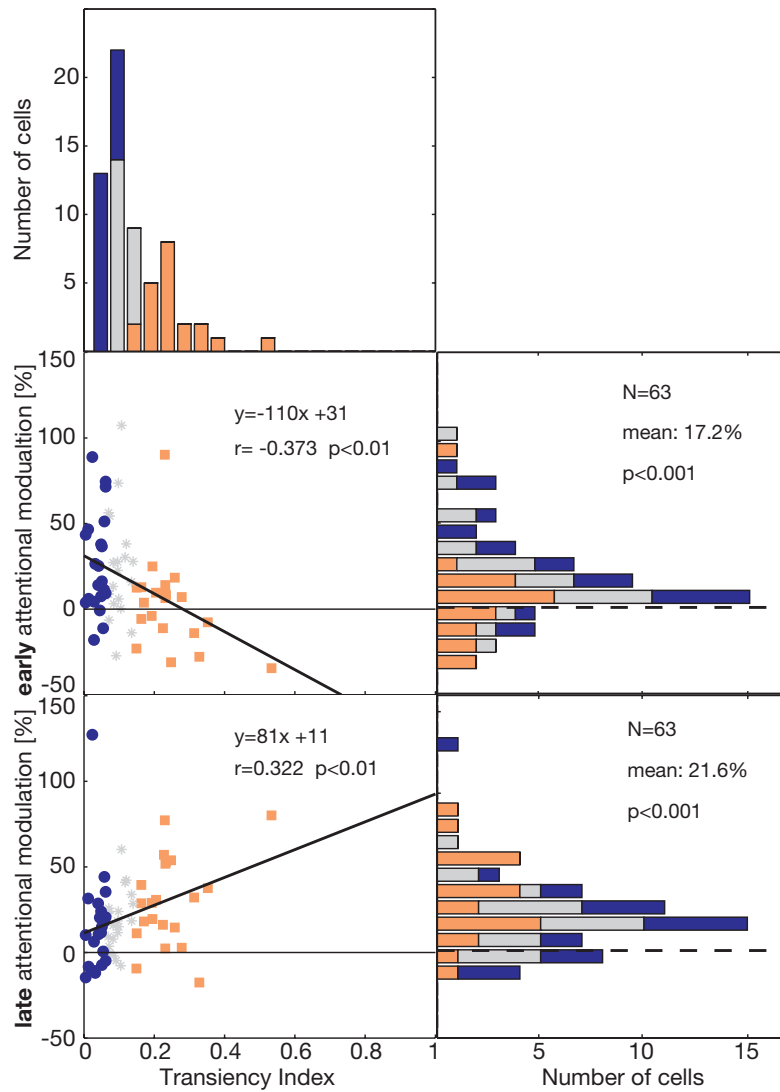 Number of cells
20
15
10
5
150
100
50
0
-50
early attentional modualtion [%]
y=-110x +31
r= -0.373 p<0.01
N=63
mean: 17.2%
p<0.001
150
100
50
0
-50
late attentional modulation [%]
y=81x +11
r=0.322 p<0.01
N=63
mean: 21.6%
p<0.001
0 0.2 0.4 0.6 0.8 1
5 10 15
Transiency Index
Number of cells